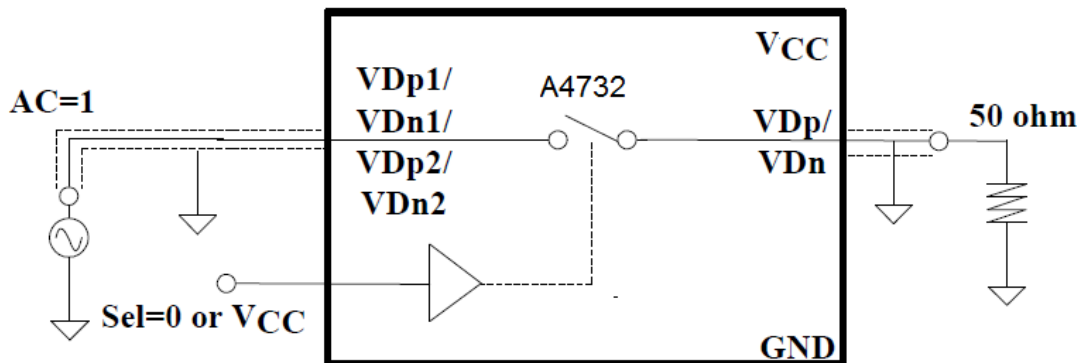 AC=1
VDp1/
VDn1/
VDp2/
VDn2
A4732
VCC
VDp/
VDn
50 ohm
Sel=0 or VCC
GND